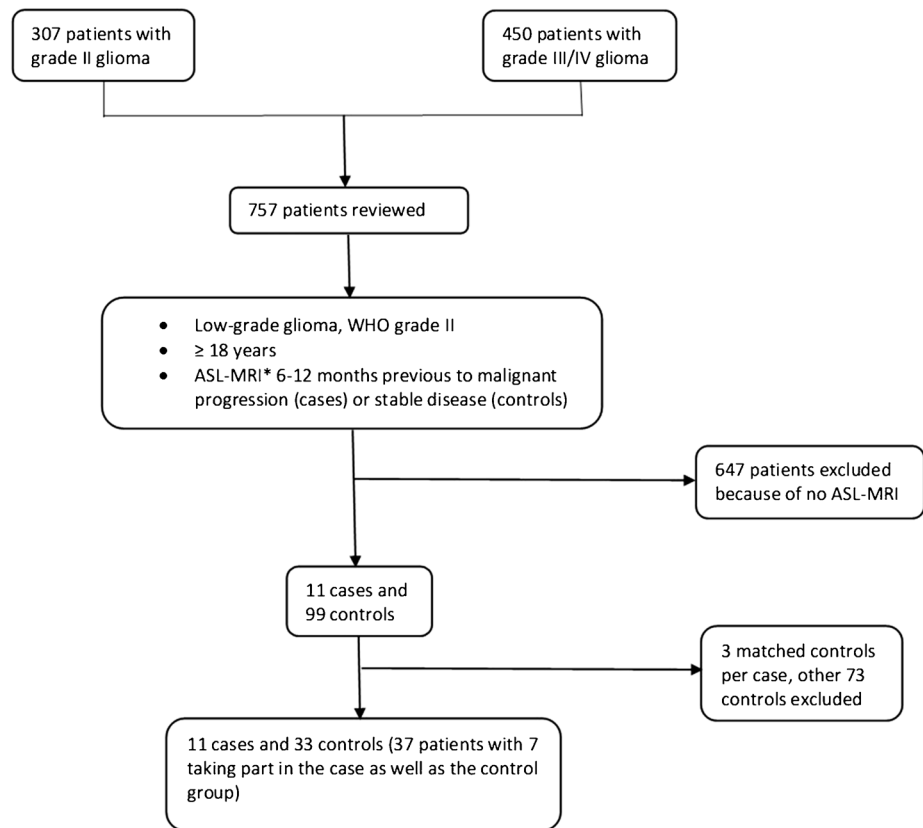 307 patients with
grade II glioma
450 patients with
grade III/IV glioma
757 patients reviewed
• Low-grade glioma, WHO grade II
• ≥ 18 years
• ASL-MRI* 6-12 months previous to malignant
progression (cases) or stable disease (controls)
647 patients excluded
because of no ASL-MRI
11 cases and
99 controls
3 matched controls
per case, other 73
controls excluded
11 cases and 33 controls (37 patients with 7
taking part in the case as well as the control
group)